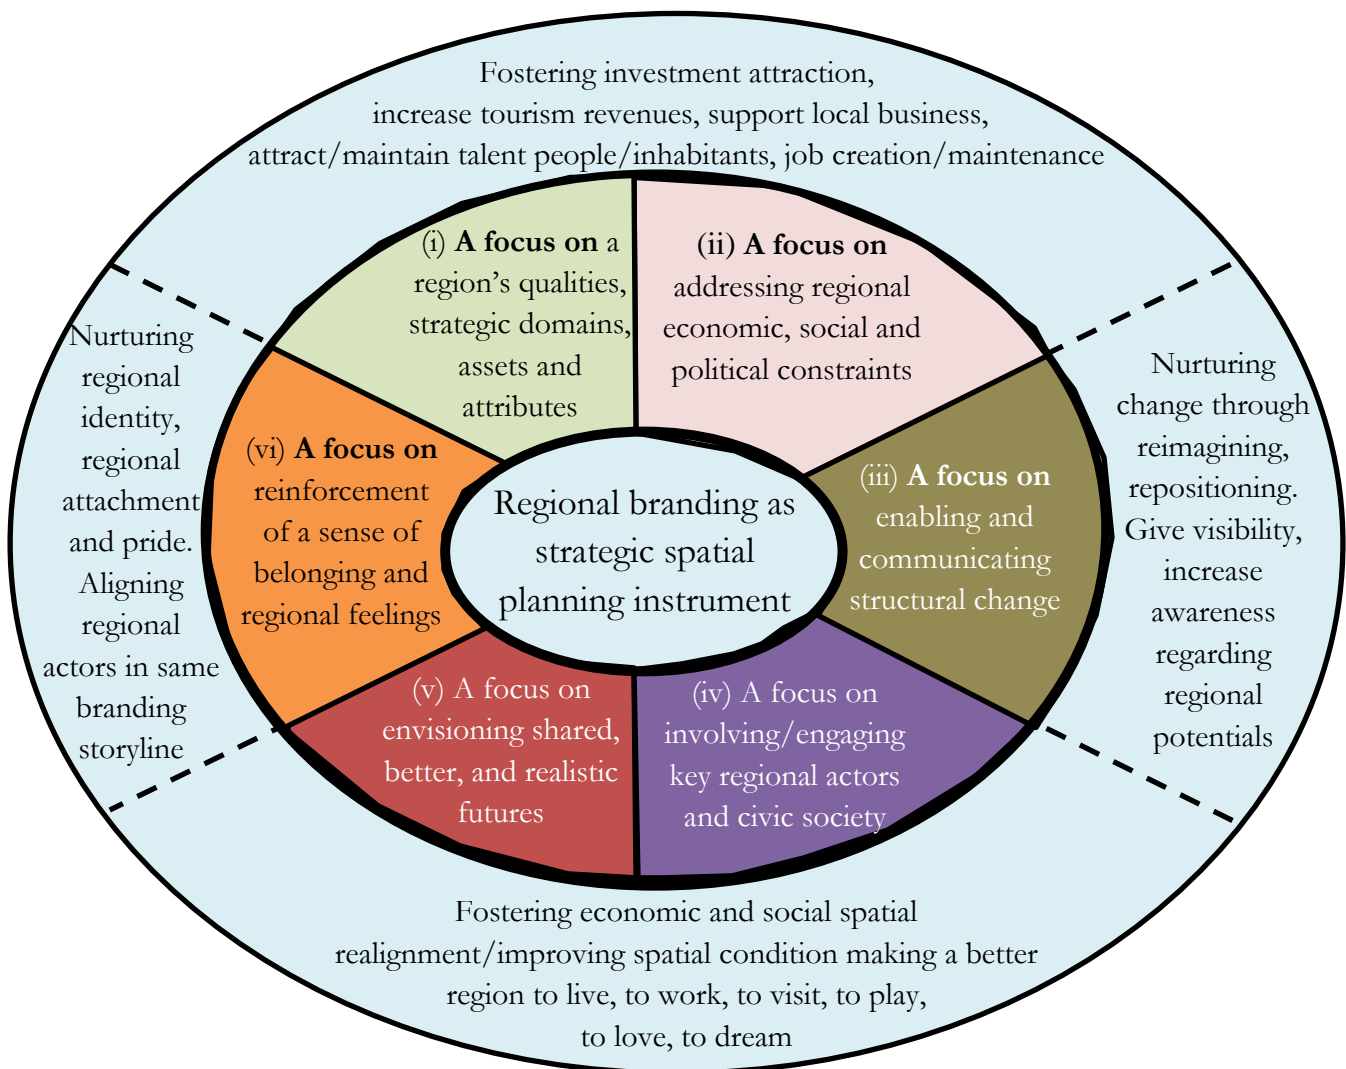 Fostering investment attraction,
increase tourism revenues, support local business,
attract/maintain talent people/inhabitants, job creation/maintenance
(i) A focus on a
region’s qualities,
strategic domains,
assets and
attributes
(ii) A focus on
addressing regional
economic, social and
political constraints
Nurturing
regional
identity,
regional
attachment
and pride.
Aligning
regional
actors in same
branding
storyline
(vi) A focus on
reinforcement
of a sense of
belonging and
regional feelings
Regional branding as
strategic spatial
planning instrument
(iii) A focus on
enabling and
communicating
structural change
Nurturing
change through
reimagining,
repositioning.
Give visibility,
increase
awareness
regarding
regional
potentials
(v) A focus on
envisioning shared,
better, and realistic
futures
(iv) A focus on
involving/engaging
key regional actors
and civic society
Fostering economic and social spatial
realignment/improving spatial condition making a better
region to live, to work, to visit, to play,
to love, to dream